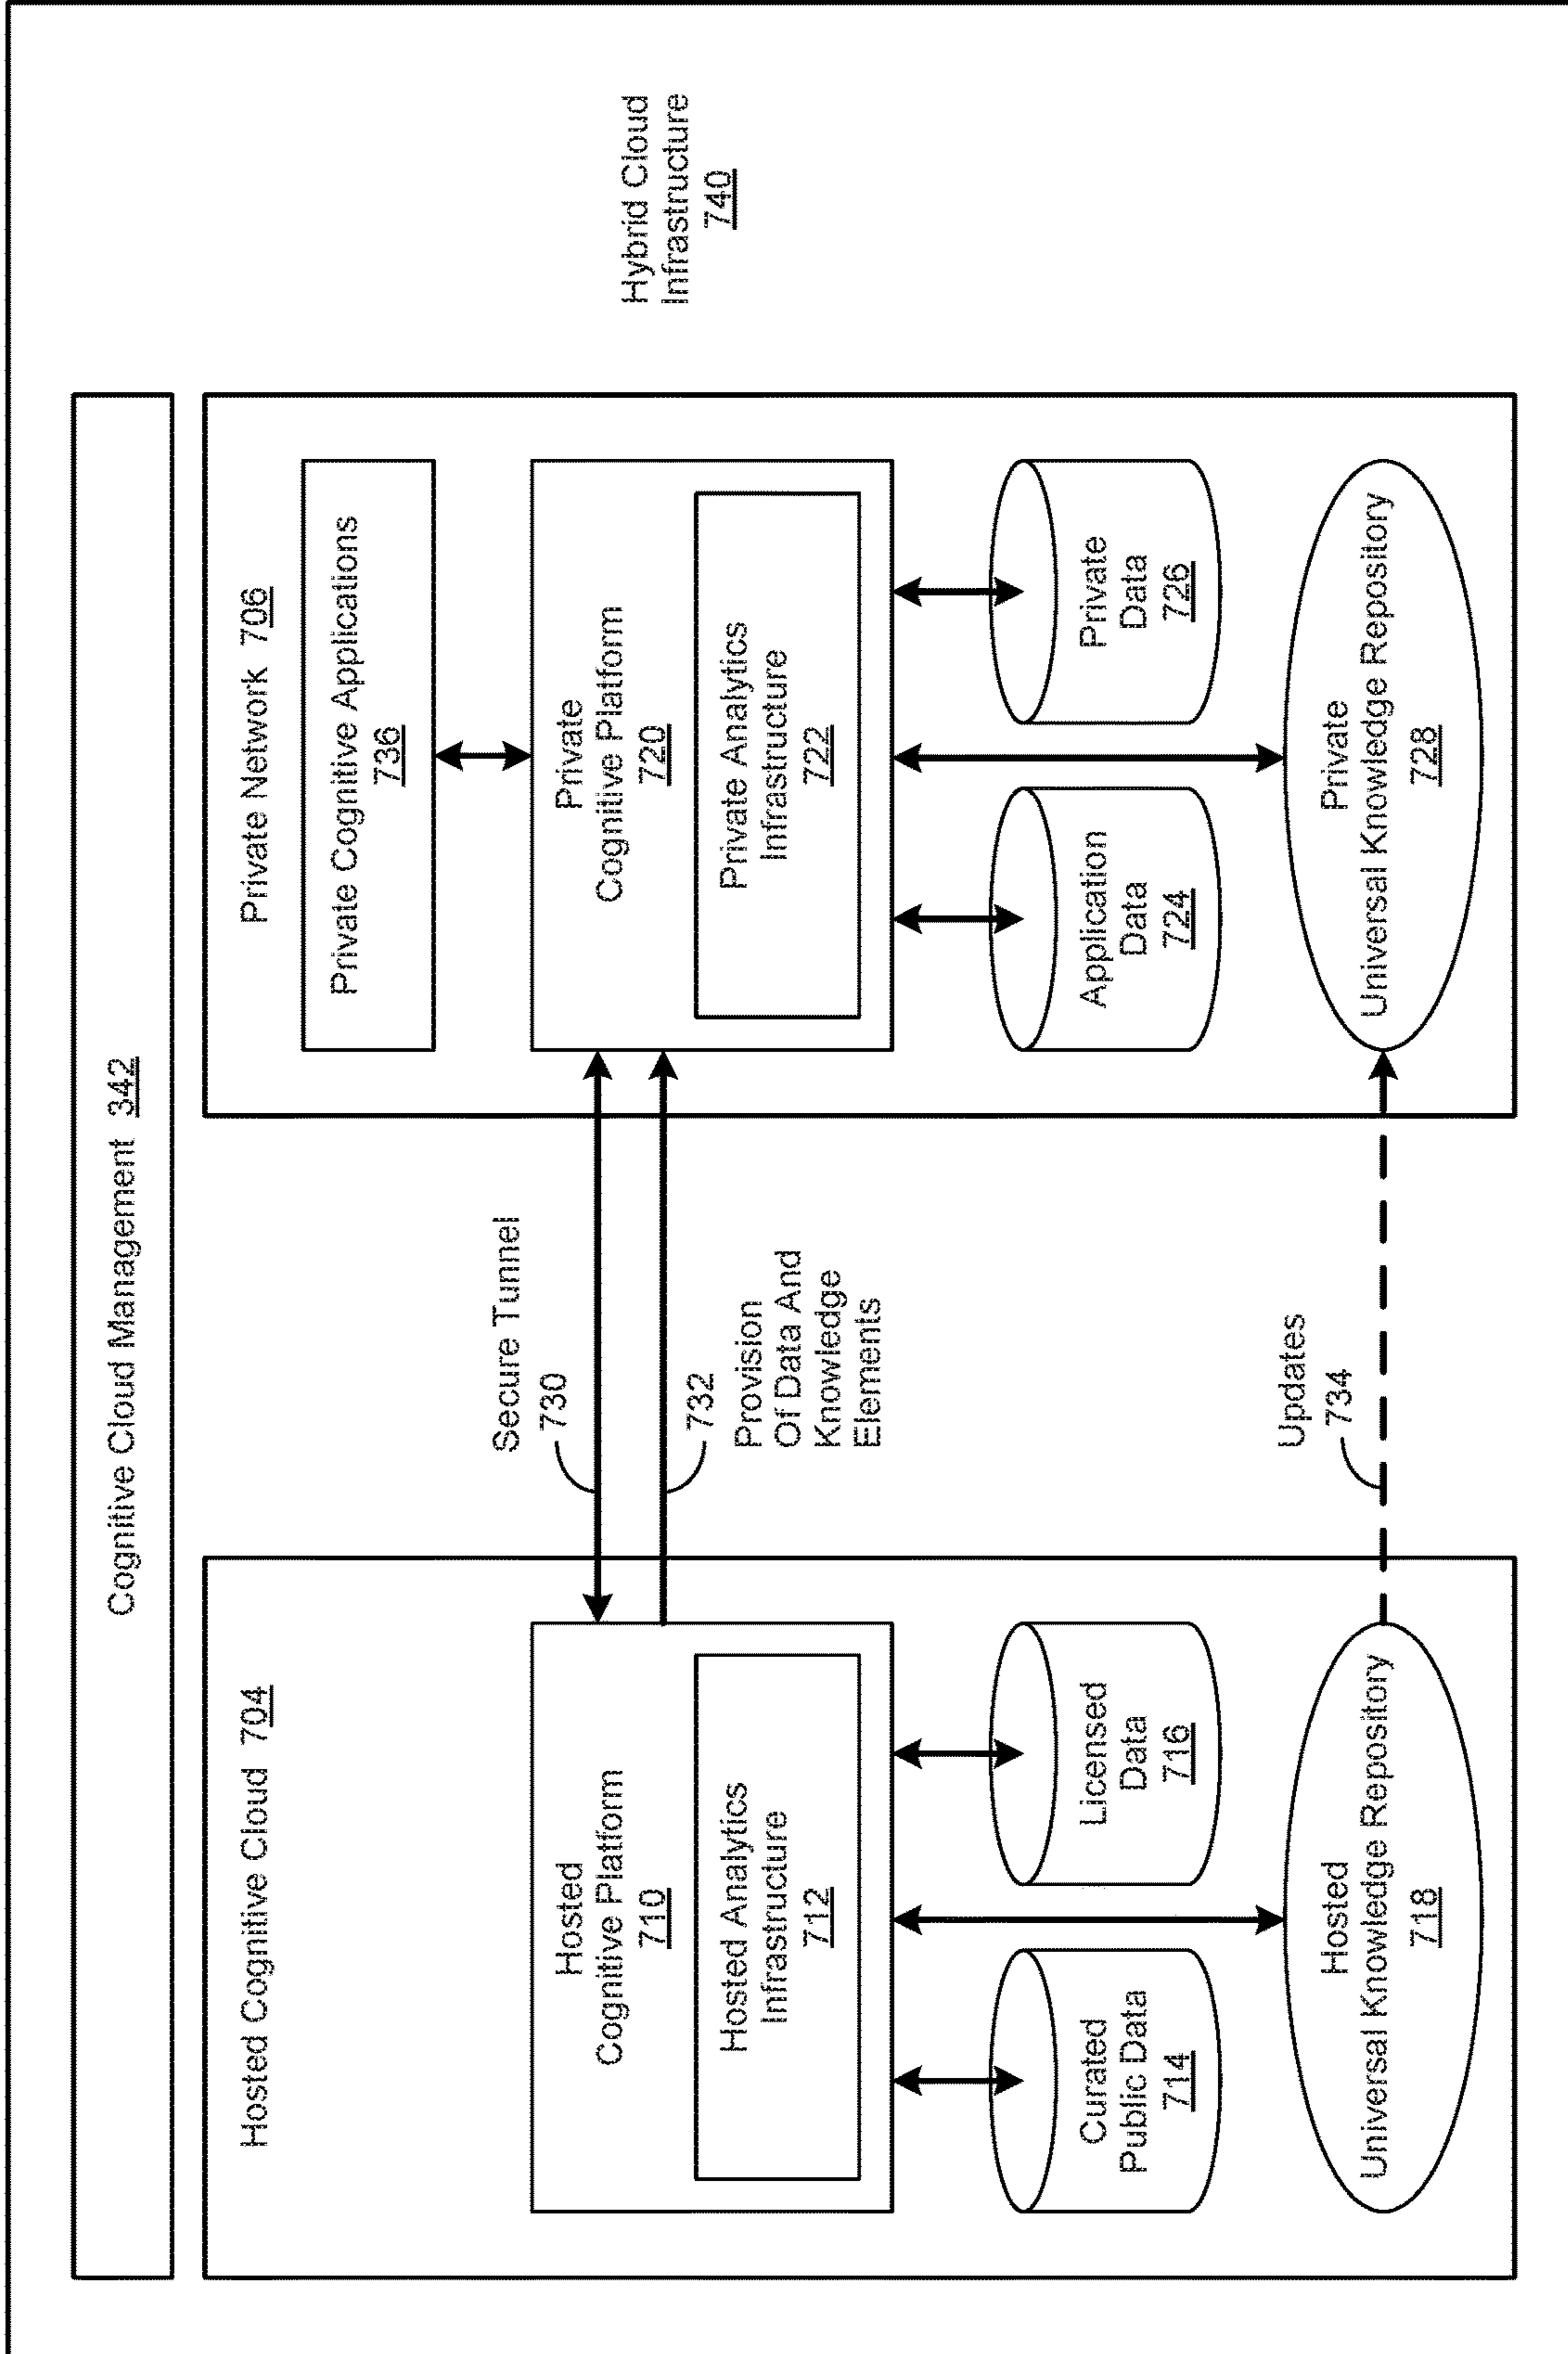 Cognitive Cloud Management 342
Hosted Cognitive Cloud 704
Hosted
Cognitive Platform
710
Hosted Analytics
Infrastructure
712
Curated
Public Data
714
Licensed
Data
716
Hosted
Universal Knowledge Repository
718
Secure Tunnel
730
732
Provision
Of Data And
Knowledge
Elements
Updates
734
Private Network 706
Private Cognitive Applications
736
Private
Cognitive Platform
720
Private Analytics
Infrastructure
722
Application
Data
724
Private
Data
726
Private
Universal Knowledge Repository
728
Hybrid Cloud
Infrastructure
740